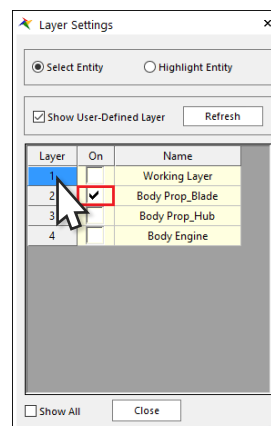 Layer Settings ×
Select Entity Highlight Entity
Show User-Defined Layer Refresh
Layer On Name
1 Working Layer
2 Body Prop_Blade
3 Body Prop_Hub
4 Body Engine
Show All Close